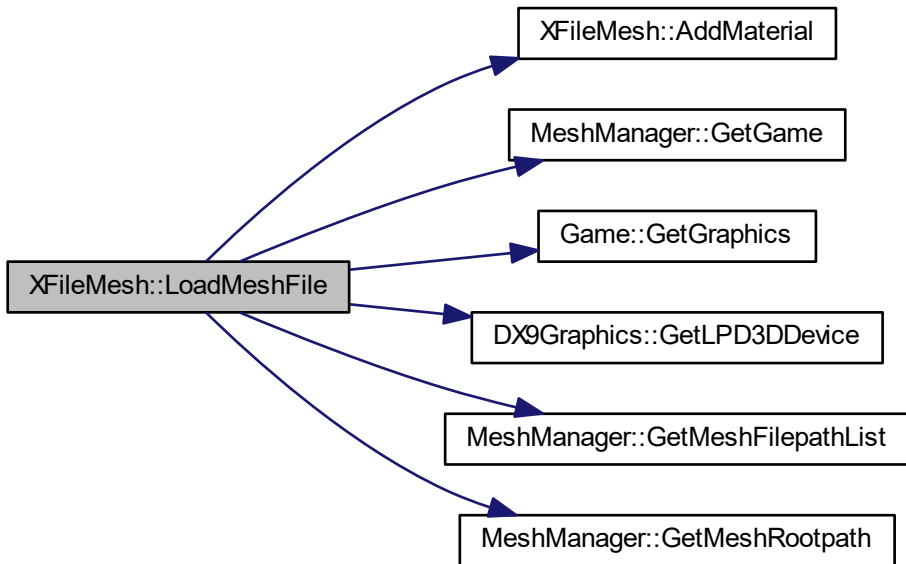 XFileMesh::AddMaterial
MeshManager::GetGame
Game::GetGraphics
XFileMesh::LoadMeshFile
DX9Graphics::GetLPD3DDevice
MeshManager::GetMeshFilepathList
MeshManager::GetMeshRootpath